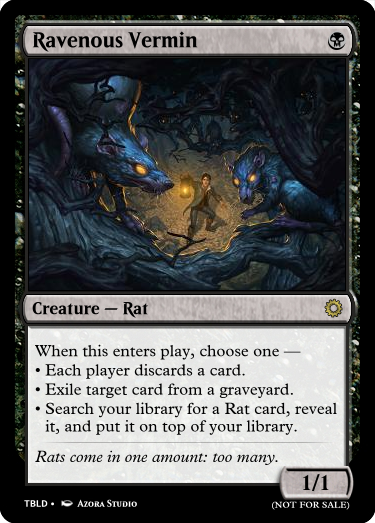 Ravenous Vermin
Creature — Rat
When this enters play, choose one —
• Each player discards a card.
• Exile target card from a graveyard.
• Search your library for a Rat card, reveal
it, and put it on top of your library.
Rats come in one amount: too many.
1/1
TBLD • Azora Studio
(NOT FOR SALE)